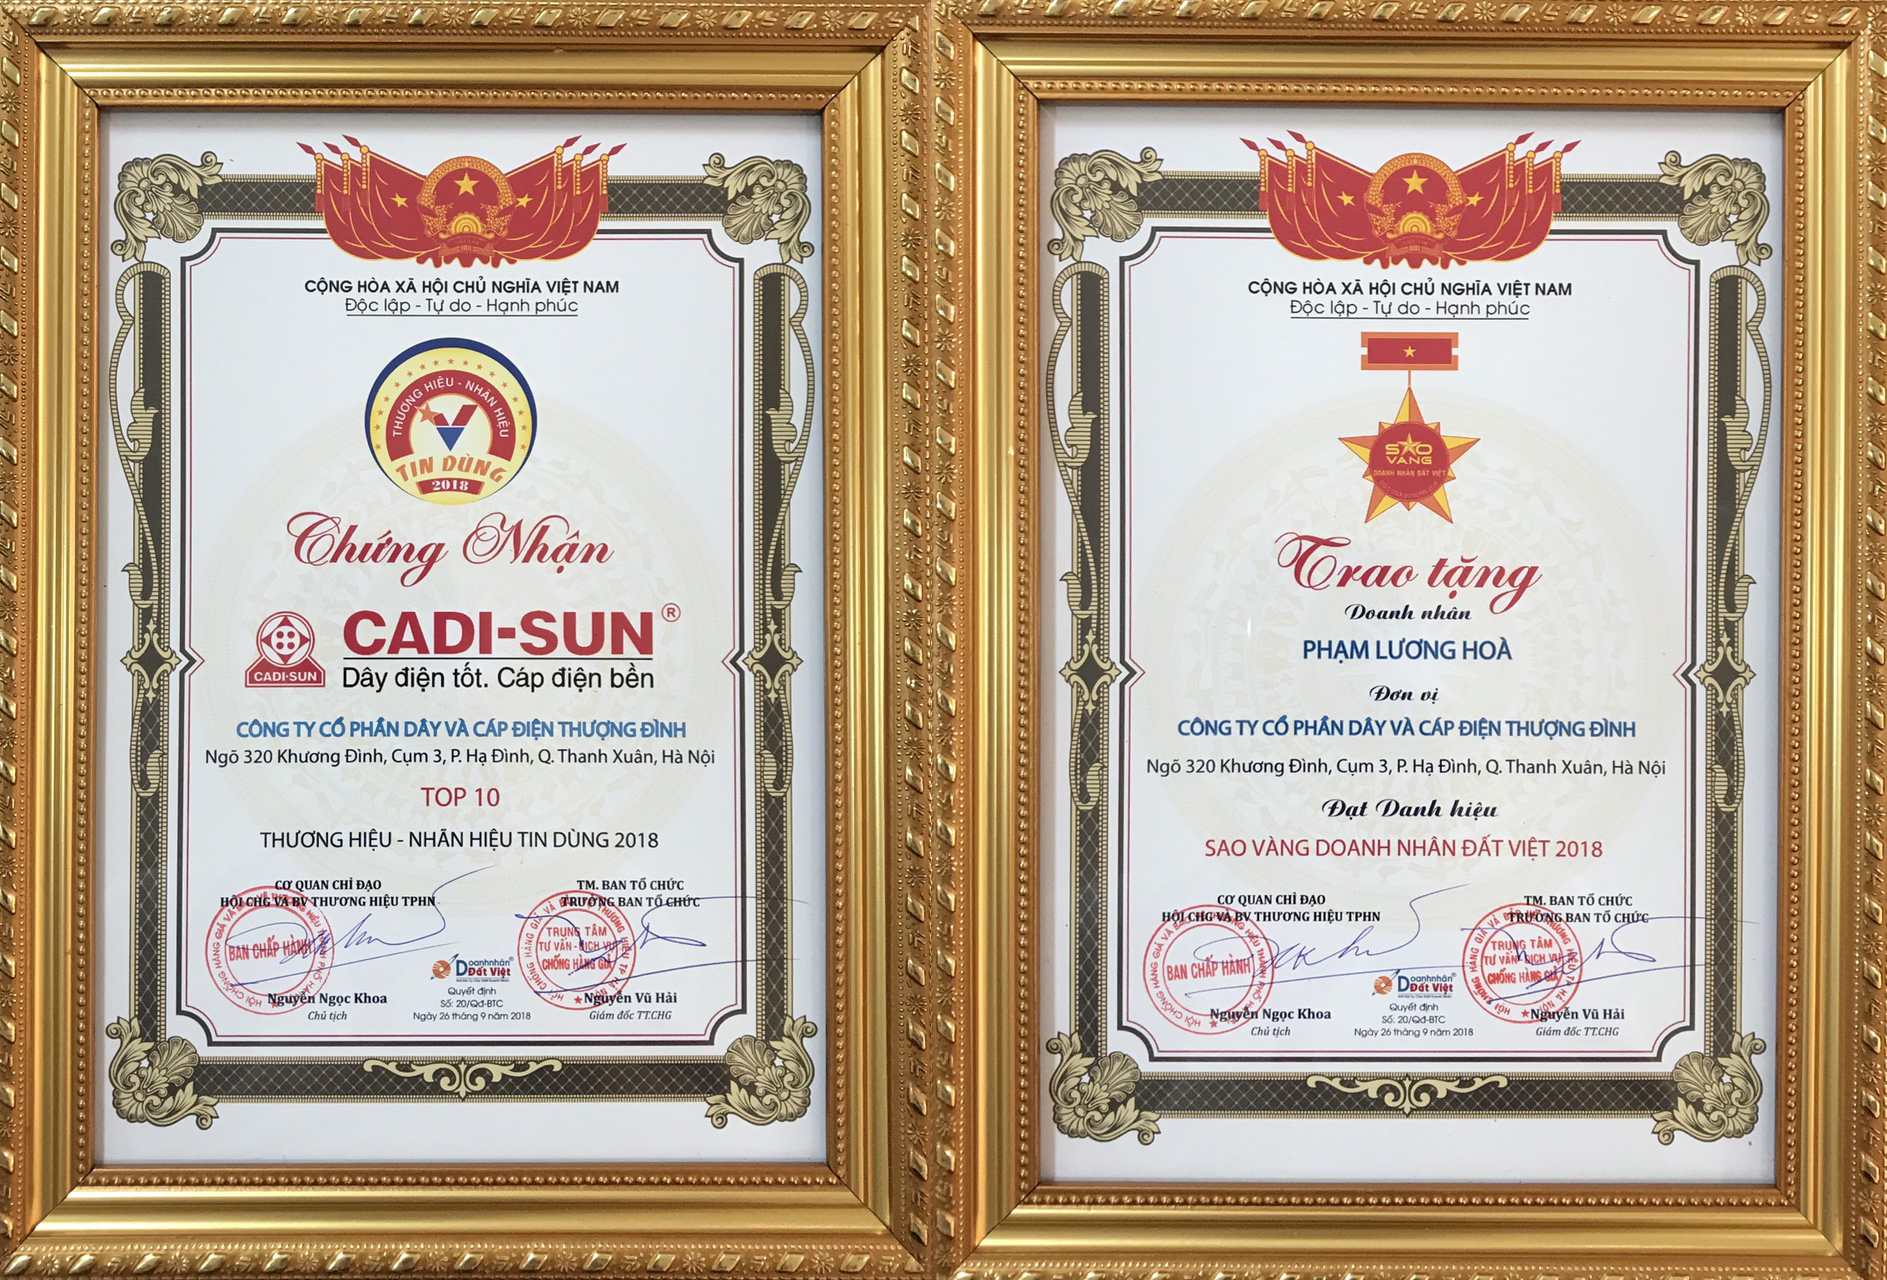 CỘNG HÒA XÃ HỘI CHỦ NGHĨA VIỆT NAM
Độc lập - Tự do - Hạnh phúc
THƯƠNG HIỆU - NHÃN HIỆU
TIN DÙNG
2018
Chứng Nhận
CADI-SUN®
CADI-SUN
Dây điện tốt. Cáp điện bền
CÔNG TY CỔ PHẦN DÂY VÀ CÁP ĐIỆN THƯỢNG ĐÌNH
Ngõ 320 Khương Đình, Cụm 3, P. Hạ Đình, Q. Thanh Xuân, Hà Nội
TOP 10
THƯƠNG HIỆU - NHÃN HIỆU TIN DÙNG 2018
CƠ QUAN CHỈ ĐẠO
HỘI CHG VÀ BV THƯƠNG HIỆU TPHN
BAN CHẤP HÀNH
Nguyễn Ngọc Khoa
Chủ tịch
Doanhnhân®
Đất Việt
Quyết định
Số: 20/Qđ-BTC
Ngày 26 tháng 9 năm 2018
TM. BAN TỔ CHỨC
TRƯỞNG BAN TỔ CHỨC
TRUNG TÂM
TƯ VẤN - DỊCH VỤ
CHỐNG HÀNG GIẢ
Nguyễn Vũ Hải
Giám đốc TT.CHG
CỘNG HÒA XÃ HỘI CHỦ NGHĨA VIỆT NAM
Độc lập - Tự do - Hạnh phúc
SAO
VANG
DOANH NHÂN ĐẤT VIỆT
Trao tặng
Doanh nhân
PHẠM LƯƠNG HOÀ
Đơn vị
CÔNG TY CỔ PHẦN DÂY VÀ CÁP ĐIỆN THƯỢNG ĐÌNH
Ngõ 320 Khương Đình, Cụm 3, P. Hạ Đình, Q. Thanh Xuân, Hà Nội
Đạt Danh hiệu
SAO VÀNG DOANH NHÂN ĐẤT VIỆT 2018
CƠ QUAN CHỈ ĐẠO
HỘI CHG VÀ BV THƯƠNG HIỆU TPHN
BAN CHẤP HÀNH
Nguyễn Ngọc Khoa
Chủ tịch
Doanhnhân®
Đất Việt
Quyết định
Số: 20/Qđ-BTC
Ngày 26 tháng 9 năm 2018
TM. BAN TỔ CHỨC
TRƯỞNG BAN TỔ CHỨC
TRUNG TÂM
TƯ VẤN - DỊCH VỤ
CHỐNG HÀNG GIẢ
Nguyễn Vũ Hải
Giám đốc TT.CHG